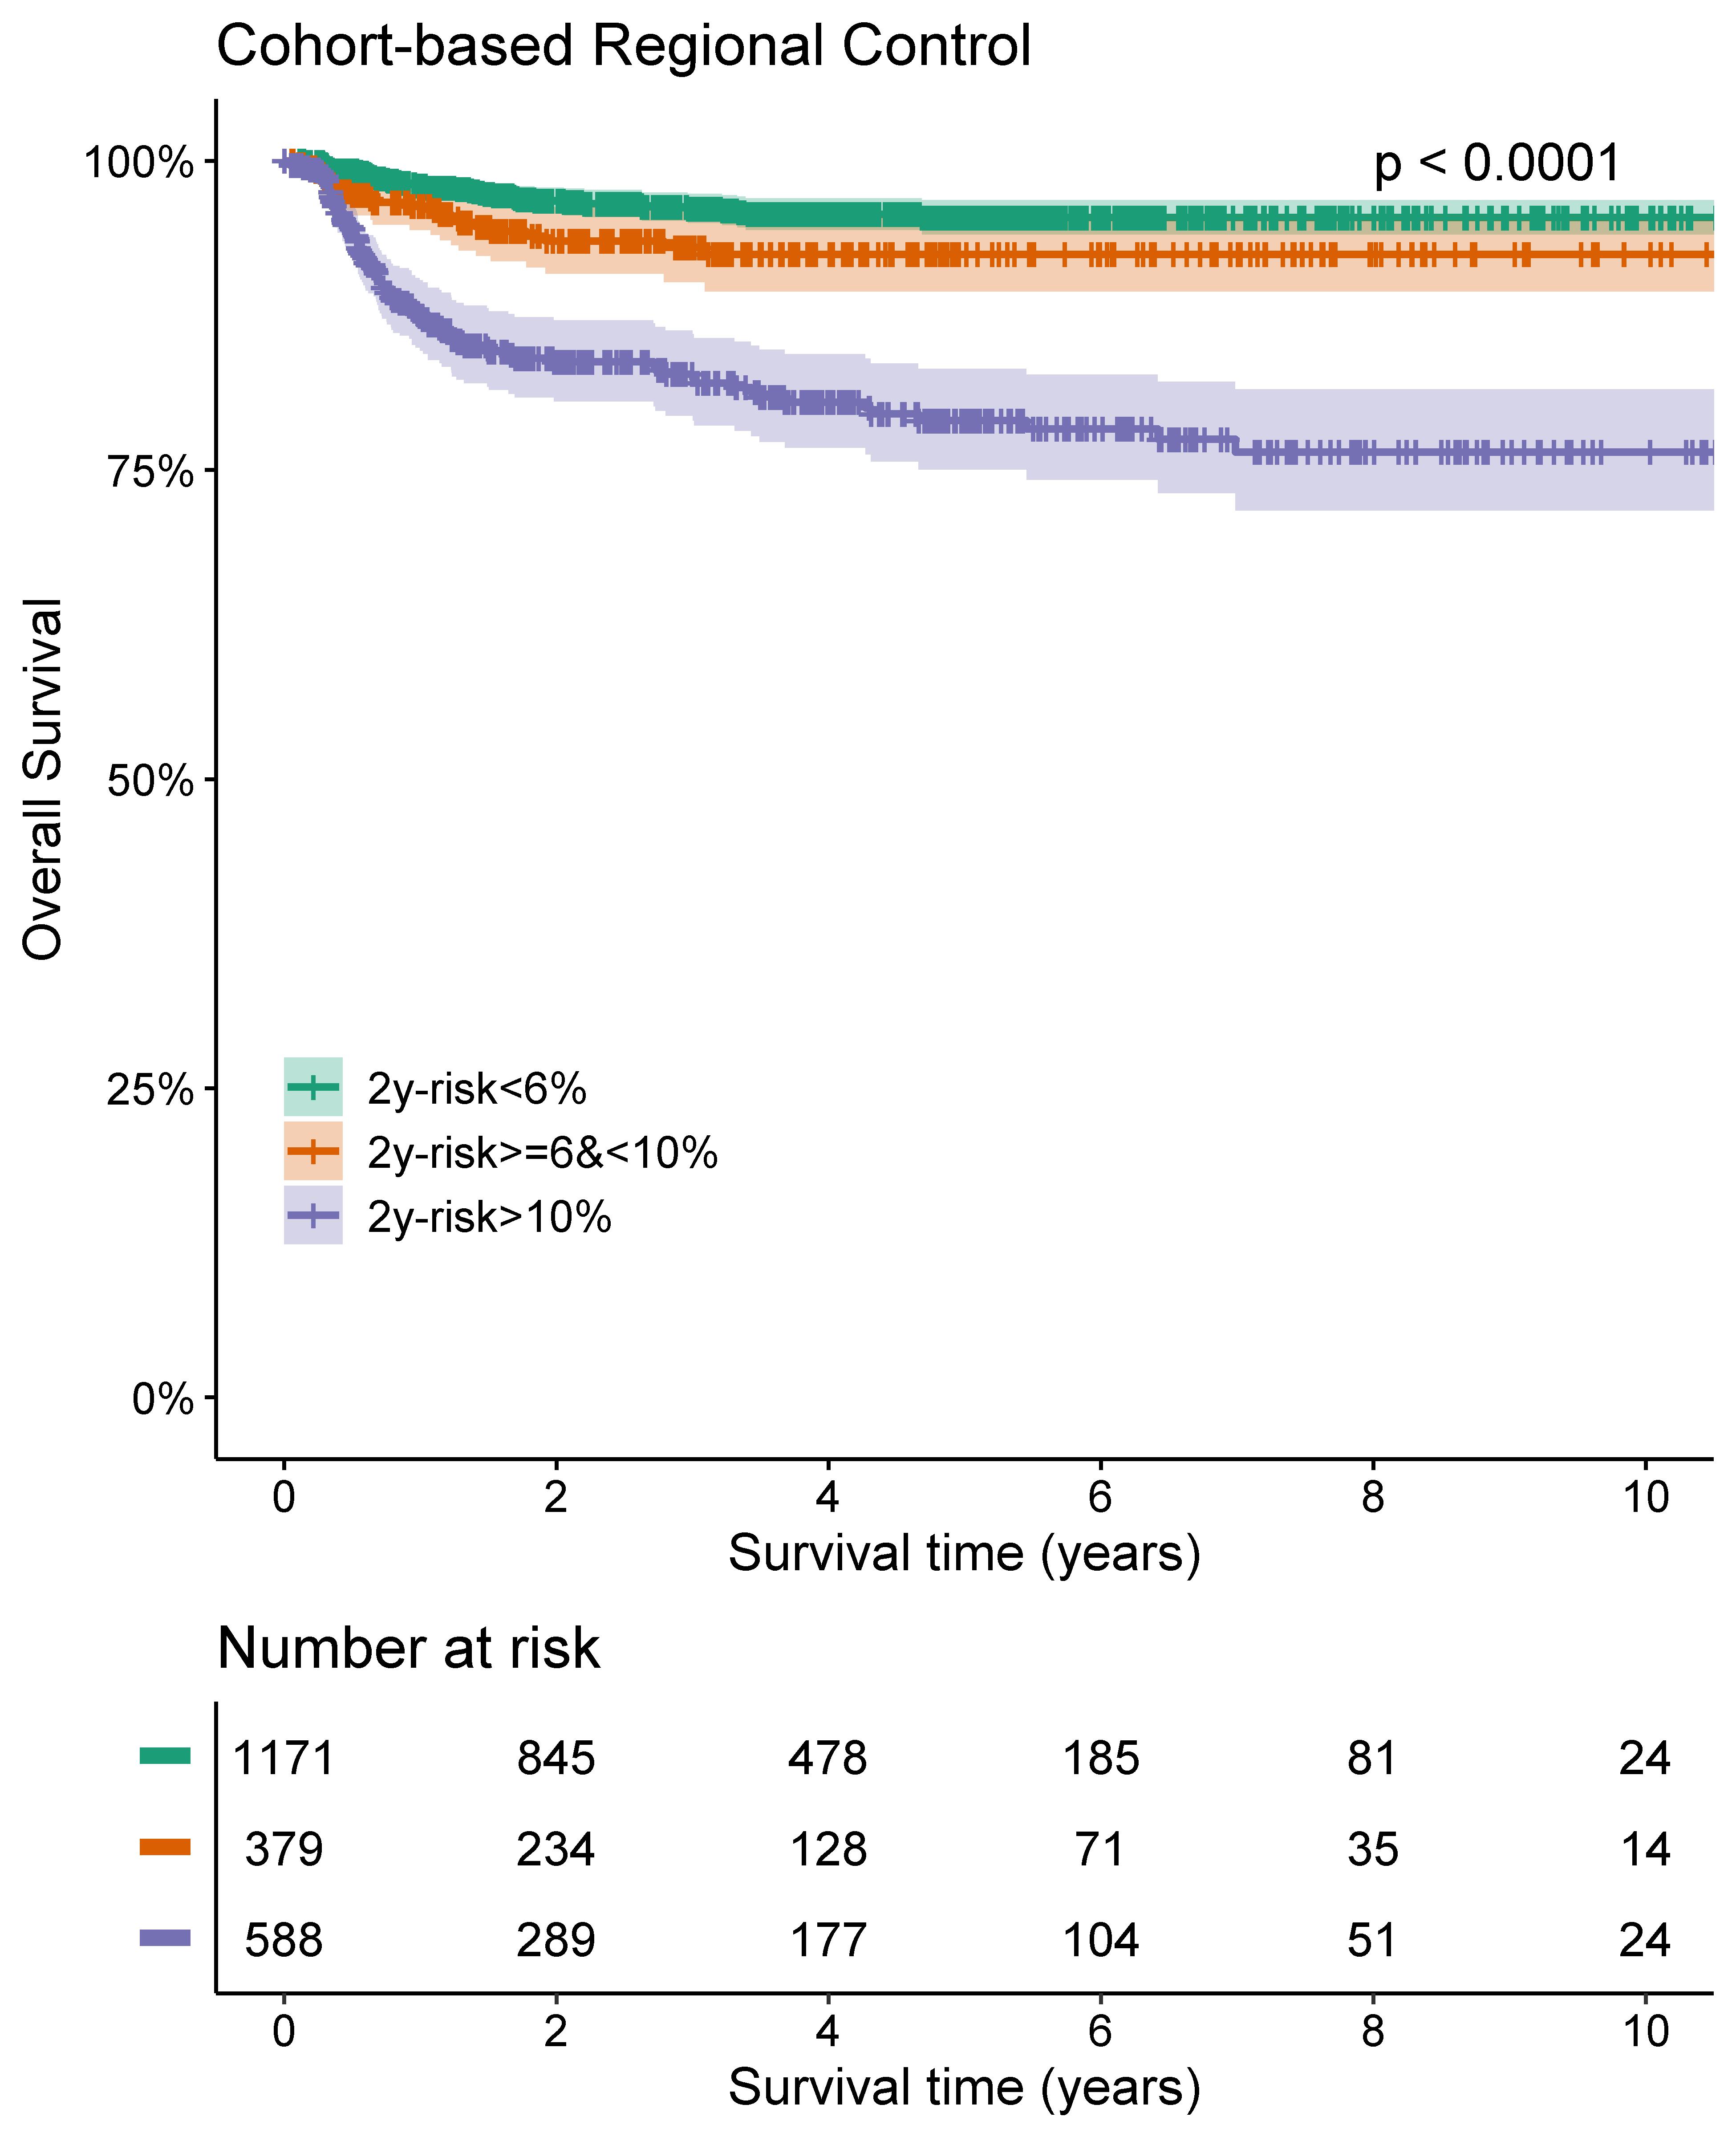 Cohort-based Regional Control
100%
75%
50%
25%
0%
Overall Survival
p < 0.0001
2y-risk<6%
2y-risk>=6&<10%
2y-risk>10%
0 2 4 6 8 10
Survival time (years)
Number at risk
1171 845 478 185 81 24
379 234 128 71 35 14
588 289 177 104 51 24
0 2 4 6 8 10
Survival time (years)